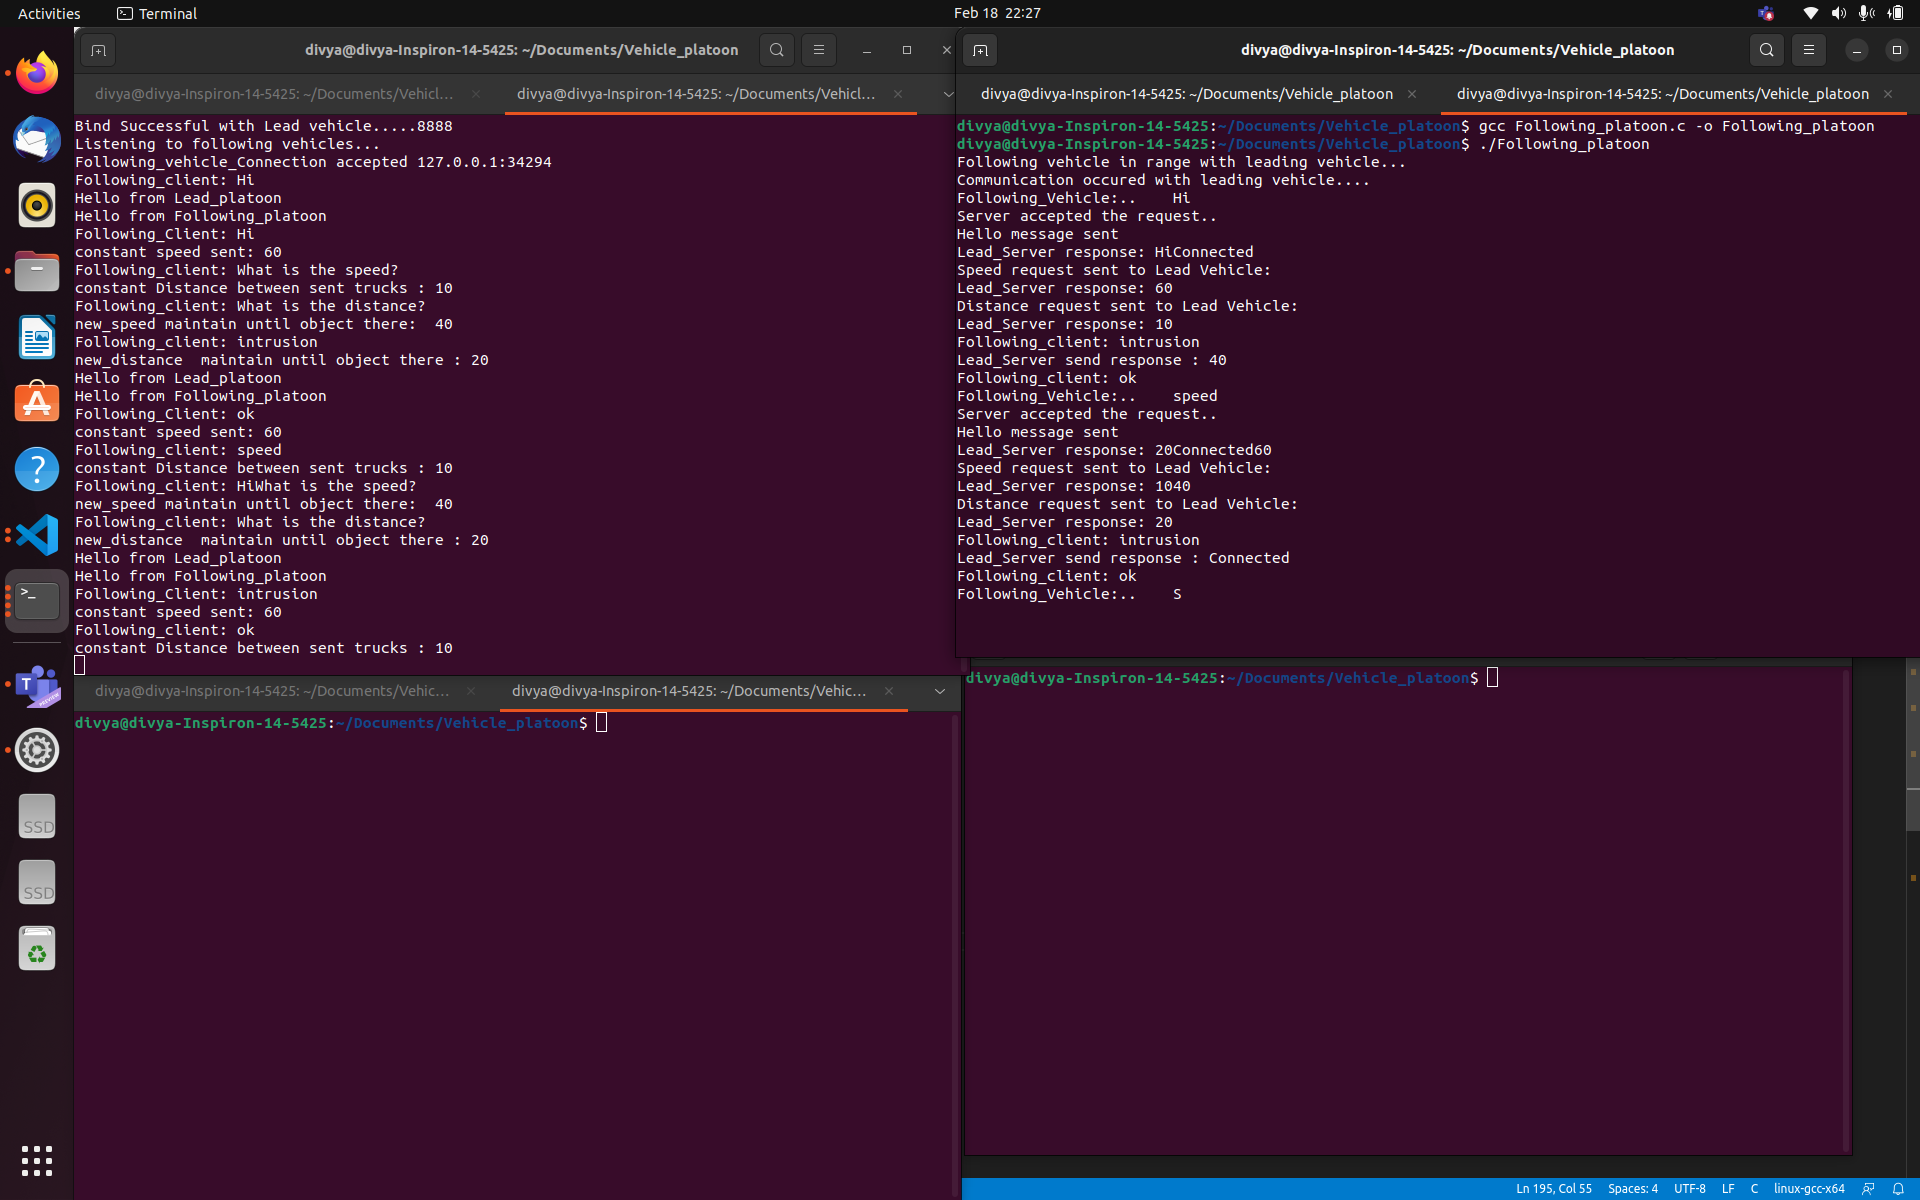 Activities
Terminal
Feb 18 22:27
divya@divya-Inspiron-14-5425: ~/Documents/Vehicle_platoon
divya@divya-Inspiron-14-5425: ~/Documents/Vehicl...
divya@divya-Inspiron-14-5425: ~/Documents/Vehicl...
Bind Successful with Lead vehicle.....8888
Listening to following vehicles...
Following_vehicle_Connection accepted 127.0.0.1:34294
Following_client: Hi
Hello from Lead_platoon
Hello from Following_platoon
Following_Client: Hi
constant speed sent: 60
Following_client: What is the speed?
constant Distance between sent trucks : 10
Following_client: What is the distance?
new_speed maintain until object there:  40
Following_client: intrusion
new_distance  maintain until object there : 20
Hello from Lead_platoon
Hello from Following_platoon
Following_Client: ok
constant speed sent: 60
Following_client: speed
constant Distance between sent trucks : 10
Following_client: HiWhat is the speed?
new_speed maintain until object there:  40
Following_client: What is the distance?
new_distance  maintain until object there : 20
Hello from Lead_platoon
Hello from Following_platoon
Following_Client: intrusion
constant speed sent: 60
Following_client: ok
constant Distance between sent trucks : 10
divya@divya-Inspiron-14-5425: ~/Documents/Vehicle_platoon
divya@divya-Inspiron-14-5425: ~/Documents/Vehicle_platoon
divya@divya-Inspiron-14-5425: ~/Documents/Vehicle_platoon
divya@divya-Inspiron-14-5425:~/Documents/Vehicle_platoon$ gcc Following_platoon.c -o Following_platoon
divya@divya-Inspiron-14-5425:~/Documents/Vehicle_platoon$ ./Following_platoon
Following vehicle in range with leading vehicle...
Communication occured with leading vehicle....
Following_Vehicle:..    Hi
Server accepted the request..
Hello message sent
Lead_Server response: HiConnected
Speed request sent to Lead Vehicle:
Lead_Server response: 60
Distance request sent to Lead Vehicle:
Lead_Server response: 10
Following_client: intrusion
Lead_Server send response : 40
Following_client: ok
Following_Vehicle:..    speed
Server accepted the request..
Hello message sent
Lead_Server response: 20Connected60
Speed request sent to Lead Vehicle:
Lead_Server response: 1040
Distance request sent to Lead Vehicle:
Lead_Server response: 20
Following_client: intrusion
Lead_Server send response : Connected
Following_client: ok
Following_Vehicle:..    S
divya@divya-Inspiron-14-5425: ~/Documents/Vehic...
divya@divya-Inspiron-14-5425: ~/Documents/Vehic...
divya@divya-Inspiron-14-5425:~/Documents/Vehicle_platoon$
divya@divya-Inspiron-14-5425:~/Documents/Vehicle_platoon$
SSD
SSD
Ln 195, Col 55
Spaces: 4
UTF-8
LF
C
linux-gcc-x64